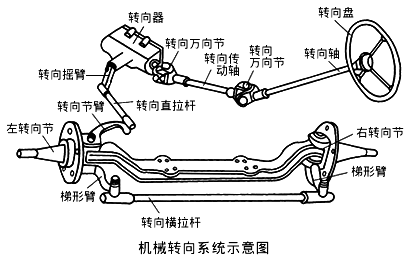 转向盘
转向器
转向万向节
转向
万向节
转向轴
转向摇臂
转向传
动轴
转向节臂
转向直拉杆
左转向节
右转向节
梯形臂
梯形臂
转向横拉杆
机械转向系统示意图